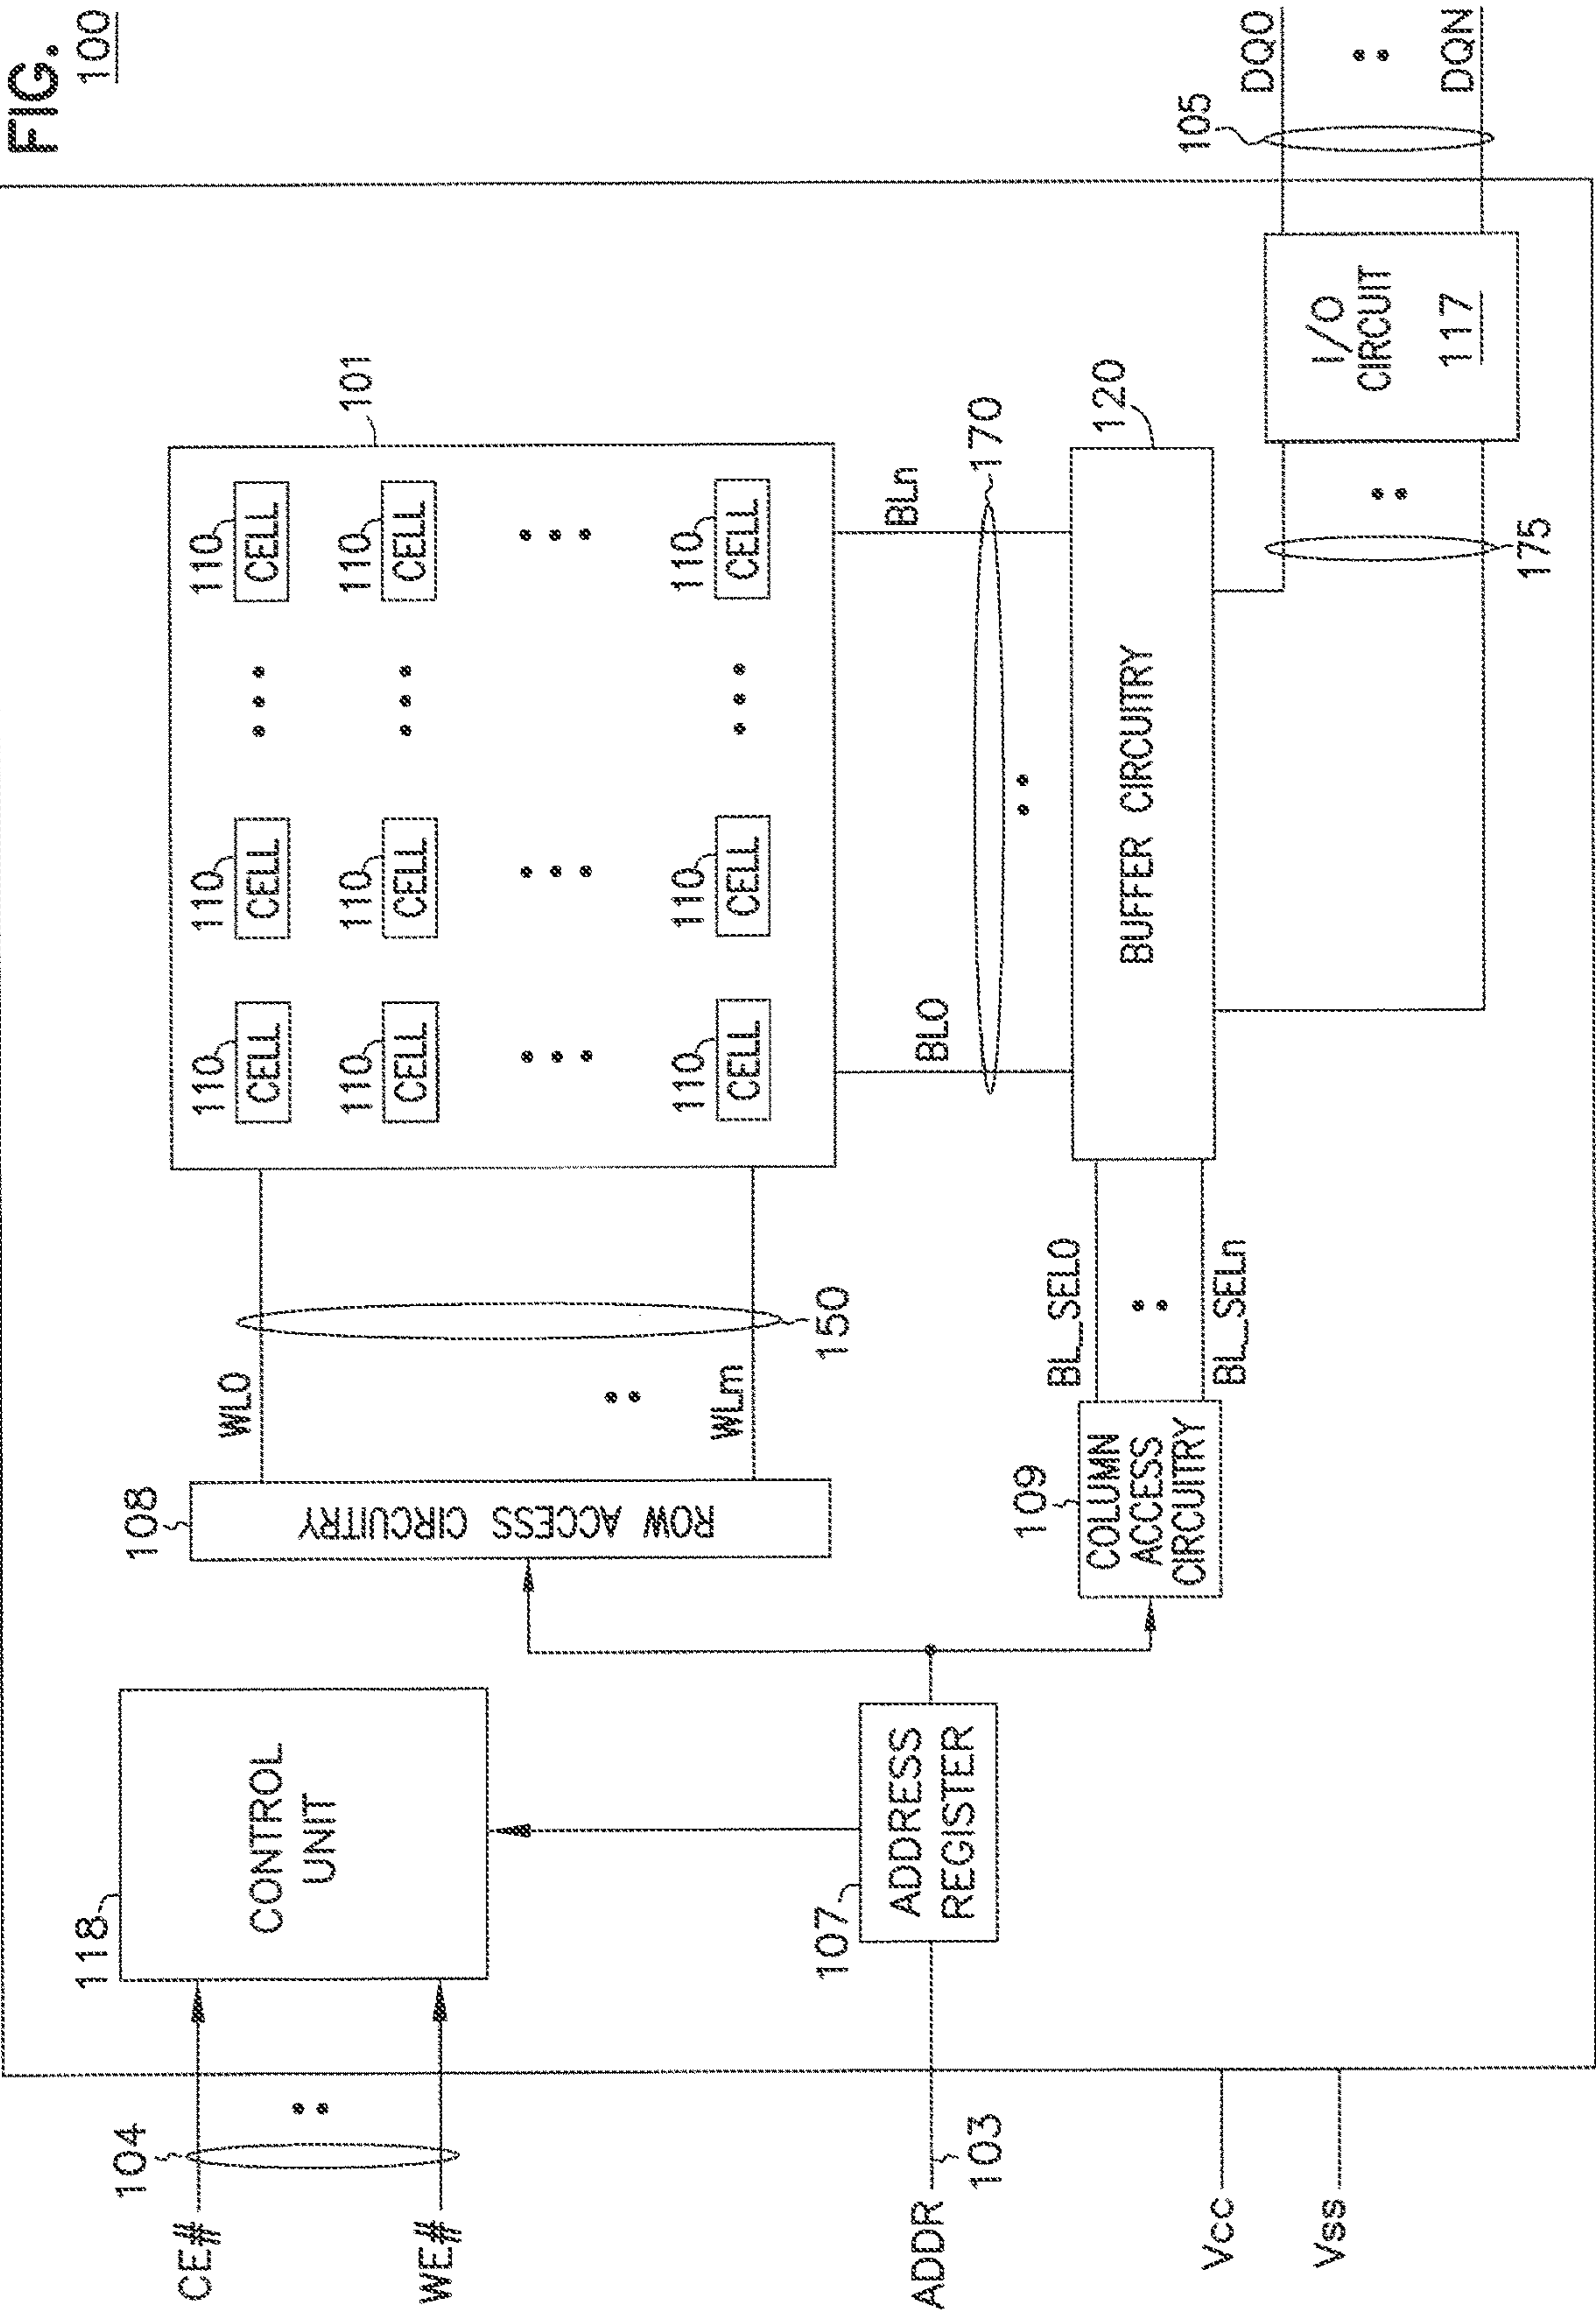 FIG.
100
104
CE#
WE#
118
CONTROL
UNIT
108
ROW ACCESS CIRCUITRY
WL0
WLm
150
101
110
CELL
110
CELL
110
CELL
110
CELL
110
CELL
110
CELL
110
CELL
110
CELL
110
CELL
BL0
BLn
170
103
ADDR
107
ADDRESS
REGISTER
109
COLUMN
ACCESS
CIRCUITRY
BL_SEL0
BL_SELn
120
BUFFER CIRCUITRY
175
I/O
CIRCUIT
117
105
DQ0
DQN
Vcc
Vss